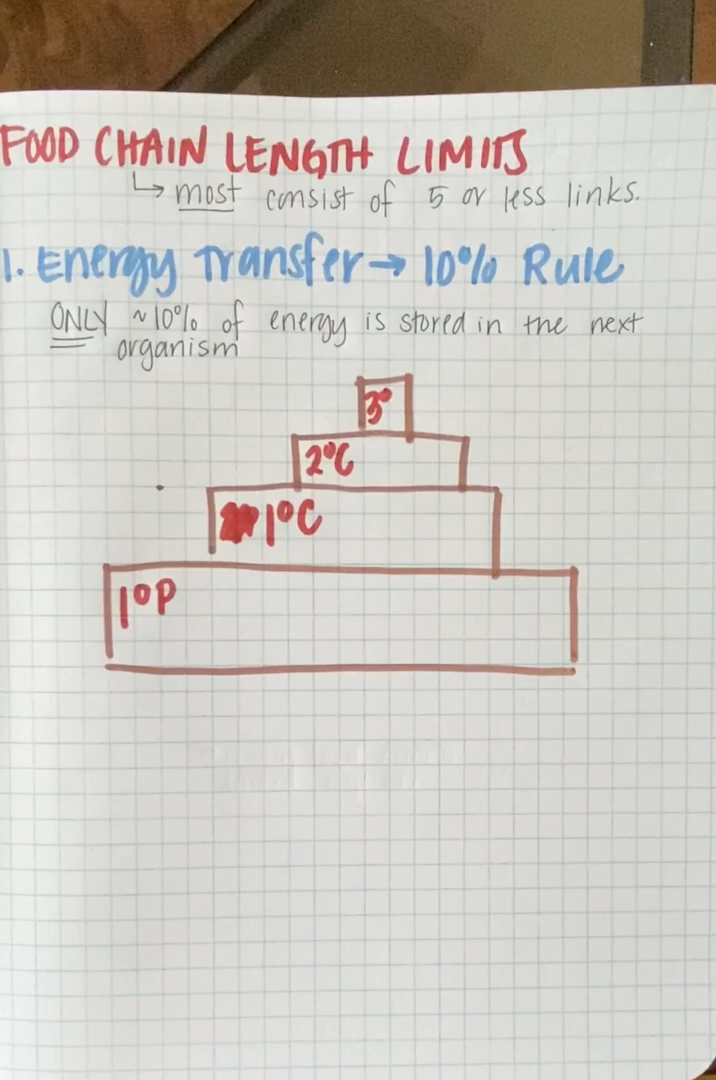 FOOD CHAIN LENGTH LIMITS
↳ most consist of 5 or less links.
1. Energy Transfer → 10% Rule
ONLY ~10% of energy is stored in the next
organism
3°
2°C
1°C
1°P